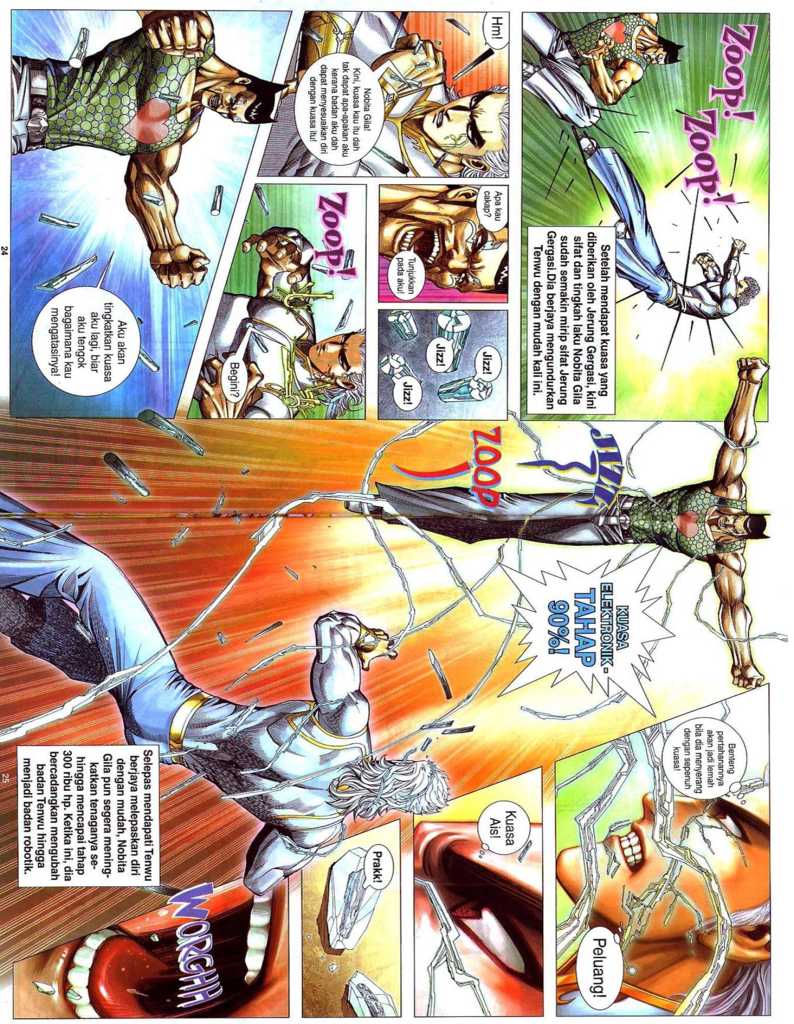 Zoop!
Zoop!
Setelah mendapat kuasa yang
diberikan oleh Jerung Gergasi, kini
sifat dan tingkah laku Nobita Gila
sudah semakin mirip sifat Jerung
Gergasi.Dia berjaya mengundurkan
Tenwu dengan mudah kali ini.
Hm!
Nobita Gila!
Kini, kuasa kau itu dah
tak dapat apa-apakan aku
kerana badan aku dah
dapat menyesuaikan diri
dengan kuasa itu!
Apa kau
cakap?
Tunjukkan
pada aku!
Jizz!
Jizz!
Jizz!
Zoop!
Begini?
Aku akan
tingkatkan kuasa
aku lagi, biar
aku tengok
bagaimana kau
mengatasinya!
24
ZOOP
KUASA
ELEKTRONIK -
TAHAP
90%!
Benteng
pertahanannya
akan jadi lemah
bila dia menyerang
dengan sepenuh
kuasa!
Peluang!
Kuasa
Ais!
Prakk!
Selepas mendapati Tenwu
berjaya melepaskan diri
dengan mudah, Nobita
Gila pun segera mening-
katkan tenaganya se-
hingga mencapai tahap
300 ribu hp. Ketika ini, dia
bercadangkan mengubah
badan Tenwu hingga
menjadi badan robotik.
WORGHH
25